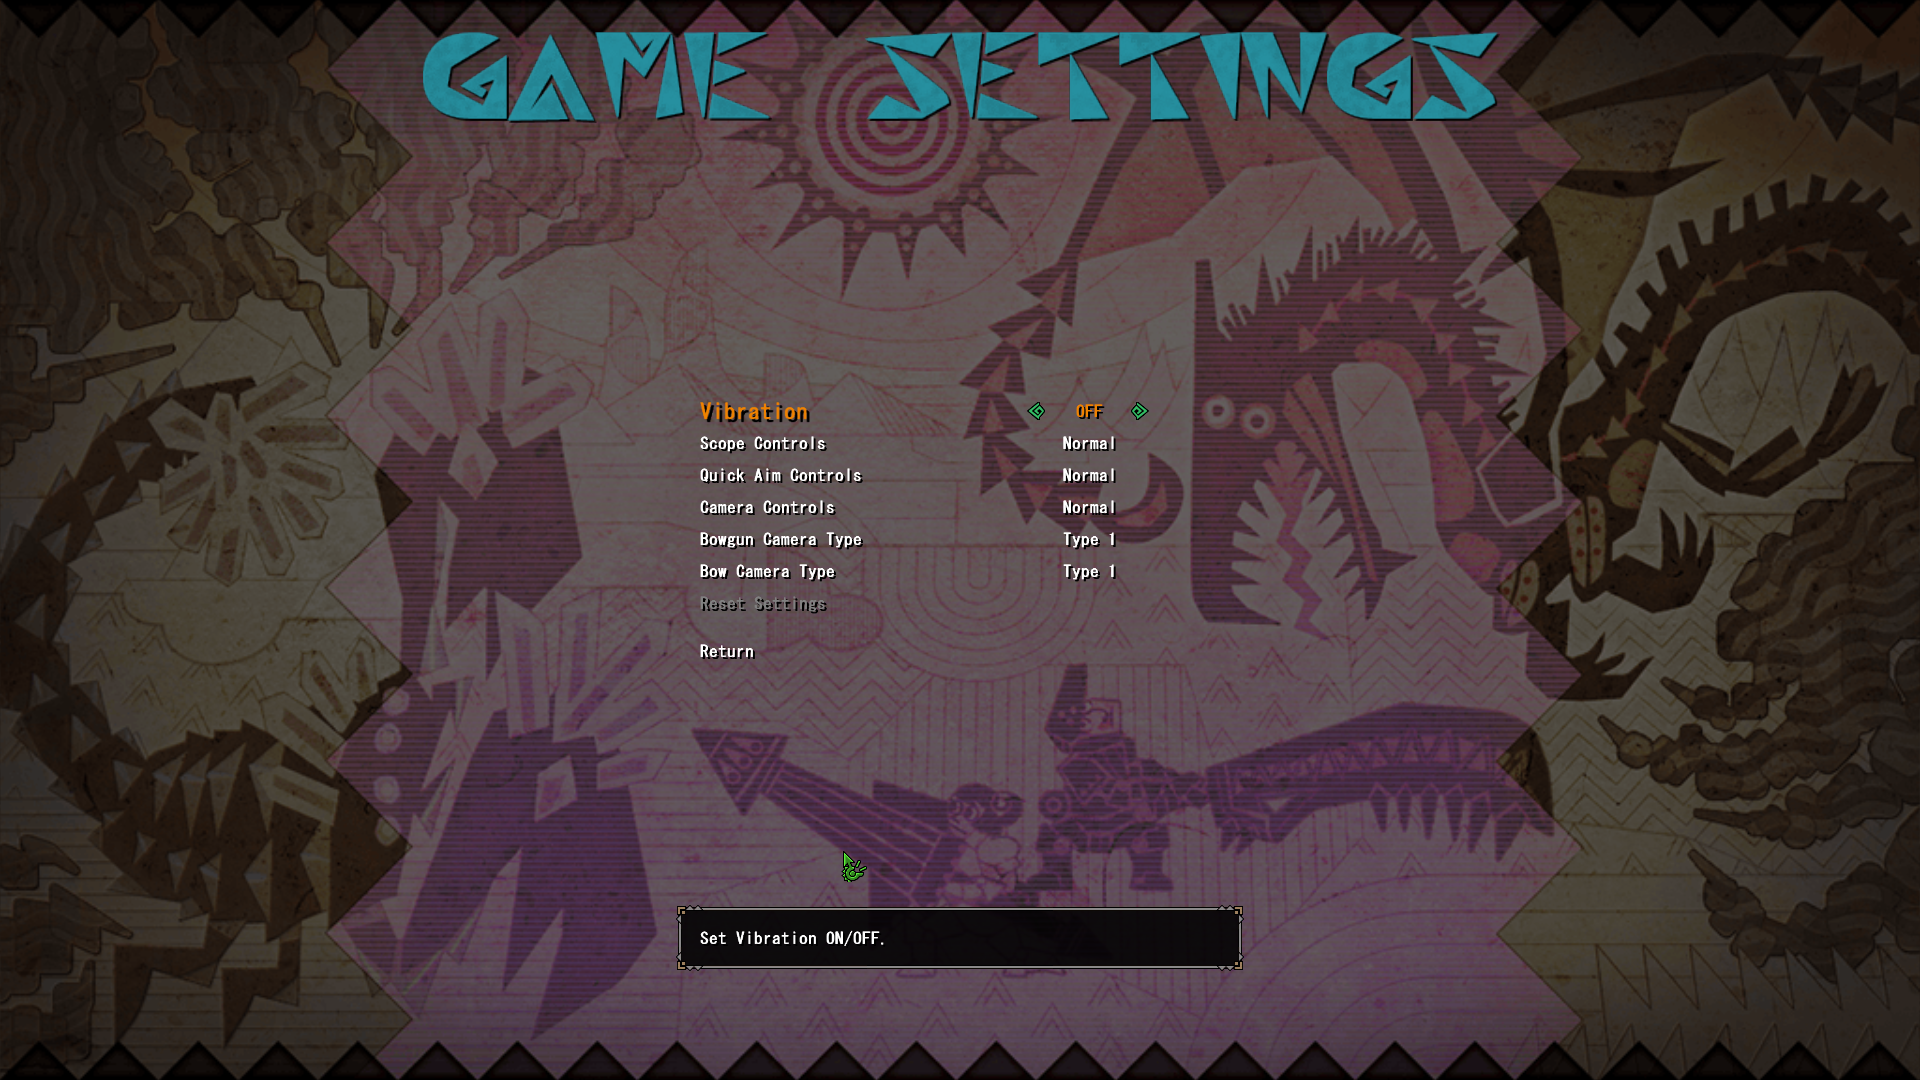 GAME SETTINGS
Vibration OFF
Scope Controls Normal
Quick Aim Controls Normal
Camera Controls Normal
Bowgun Camera Type Type 1
Bow Camera Type Type 1
Reset Settings
Return
Set Vibration ON/OFF.